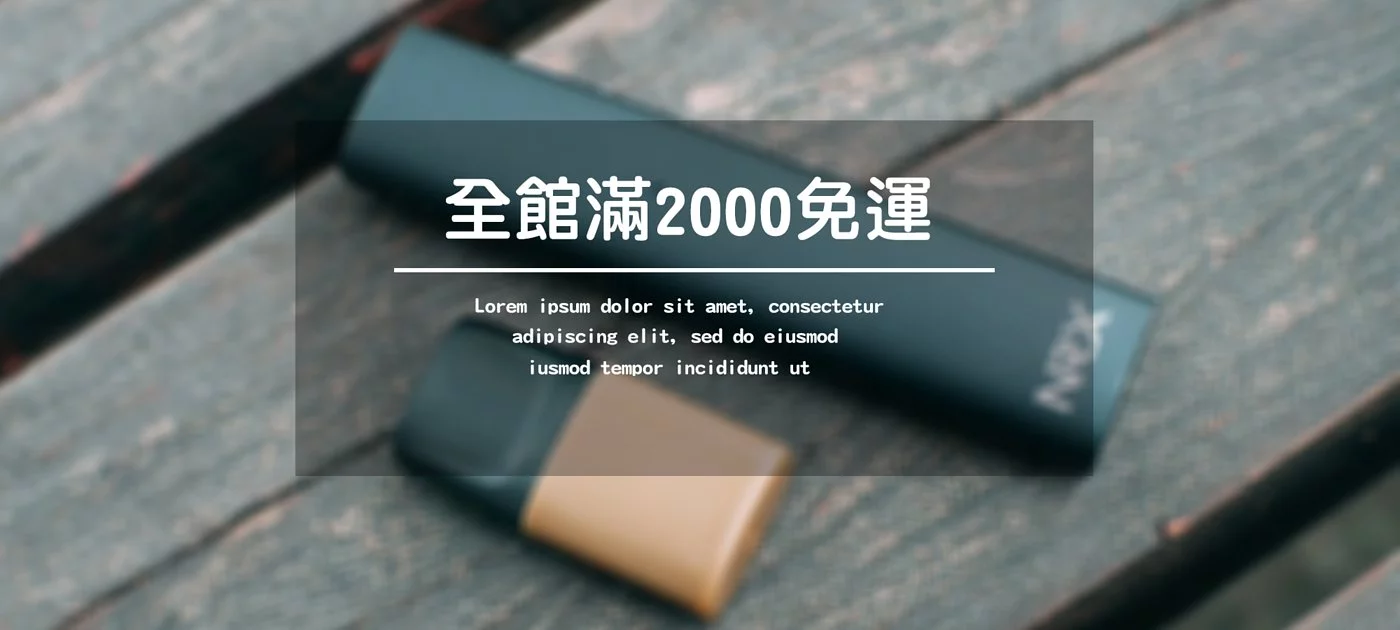 全館滿2000免運
Lorem ipsum dolor sit amet, consectetur
adipiscing elit, sed do eiusmod
iusmod tempor incididunt ut